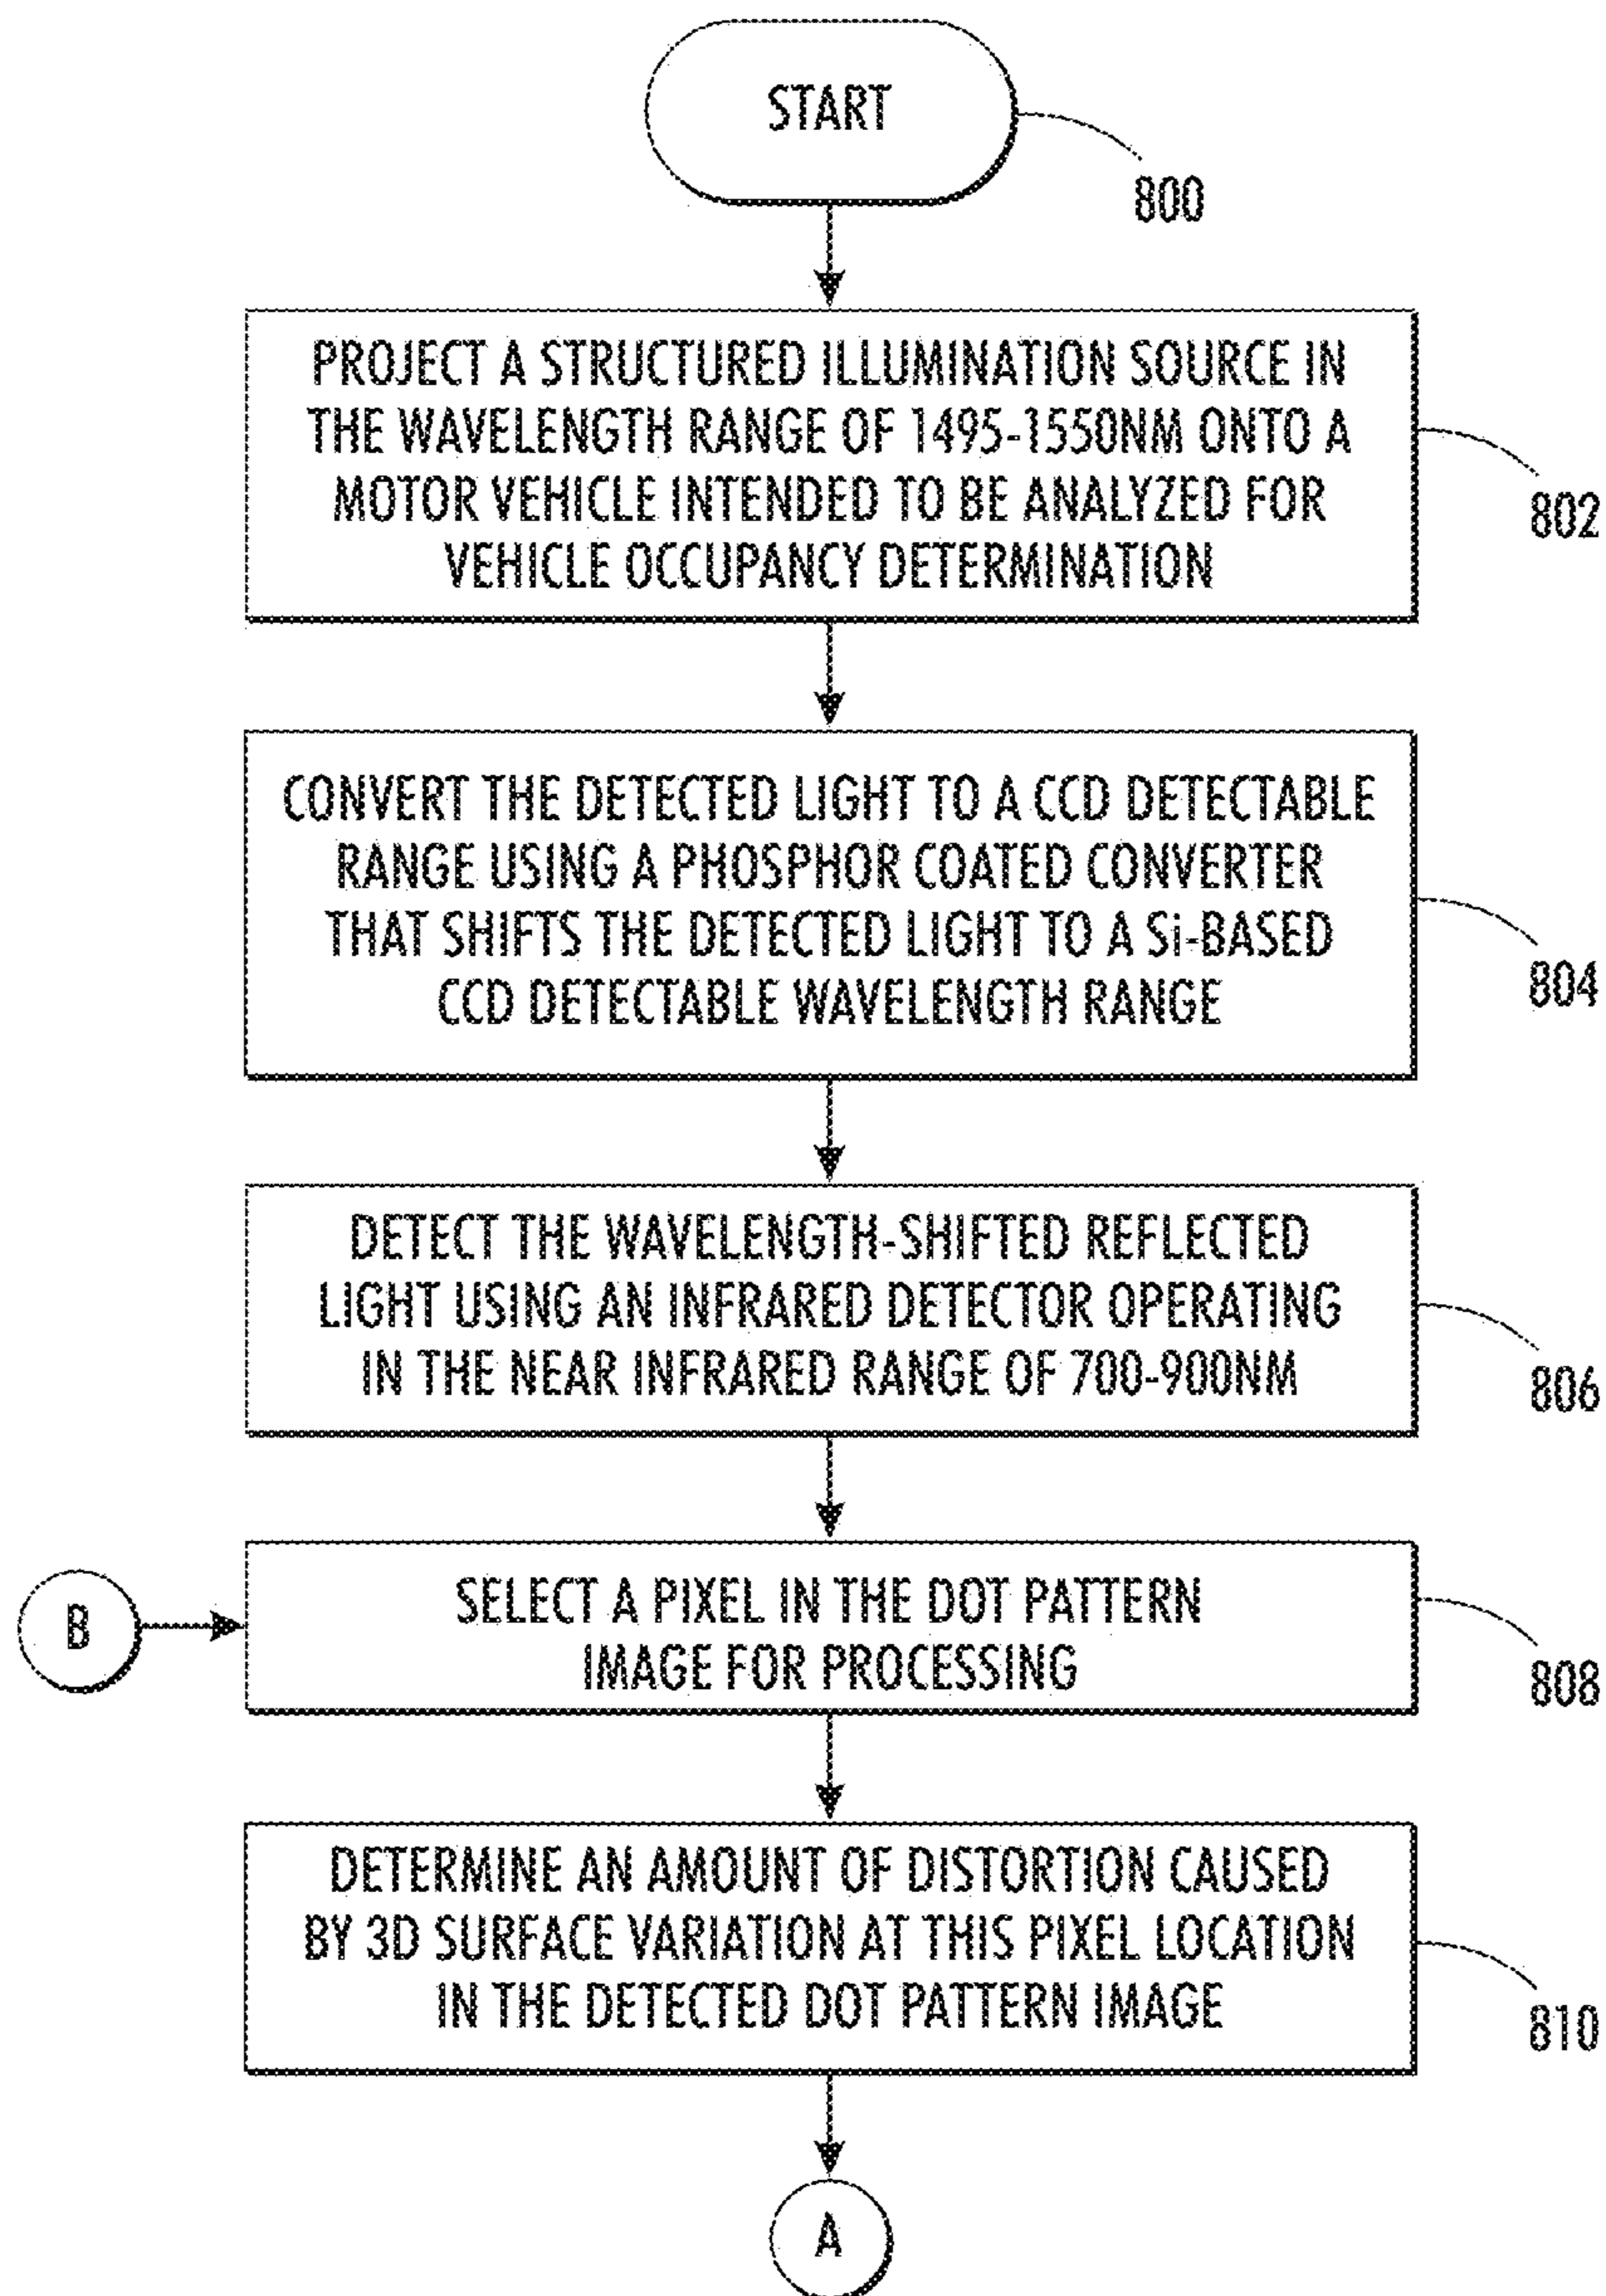 START
800
PROJECT A STRUCTURED ILLUMINATION SOURCE IN
THE WAVELENGTH RANGE OF 1495-1550NM ONTO A
MOTOR VEHICLE INTENDED TO BE ANALYZED FOR
VEHICLE OCCUPANCY DETERMINATION
802
CONVERT THE DETECTED LIGHT TO A CCD DETECTABLE
RANGE USING A PHOSPHOR COATED CONVERTER
THAT SHIFTS THE DETECTED LIGHT TO A Si-BASED
CCD DETECTABLE WAVELENGTH RANGE
804
DETECT THE WAVELENGTH-SHIFTED REFLECTED
LIGHT USING AN INFRARED DETECTOR OPERATING
IN THE NEAR INFRARED RANGE OF 700-900NM
806
B
SELECT A PIXEL IN THE DOT PATTERN
IMAGE FOR PROCESSING
808
DETERMINE AN AMOUNT OF DISTORTION CAUSED
BY 3D SURFACE VARIATION AT THIS PIXEL LOCATION
IN THE DETECTED DOT PATTERN IMAGE
810
A